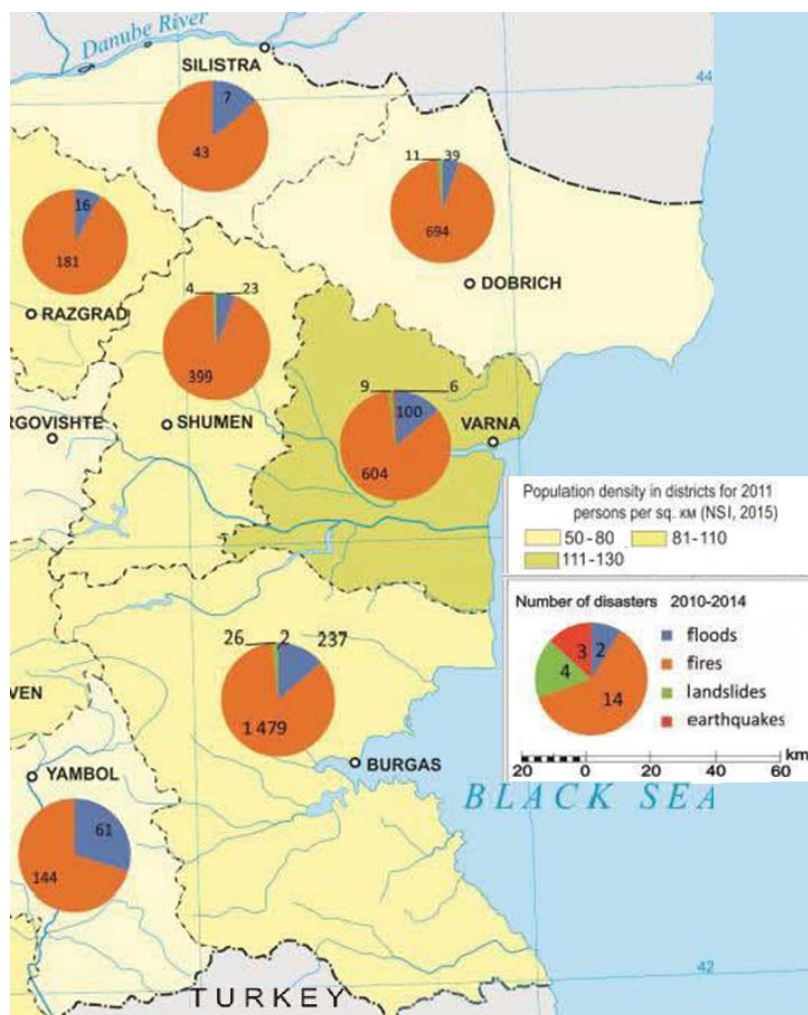 Danube River
SILISTRA
44
7
43
11
39
694
DOBRICH
16
181
RAZGRAD
4
23
399
SHUMEN
RGOVISHTE
9
6
100
604
VARNA
Population density in districts for 2011
persons per sq. км (NSI, 2015)
50-80
81-110
111-130
Number of disasters 2010-2014
3
2
4
14
floods
fires
landslides
earthquakes
km
20 0 20 40 60
26
2
237
1 479
BURGAS
VEN
YAMBOL
61
144
BLACK SEA
42
TURKEY